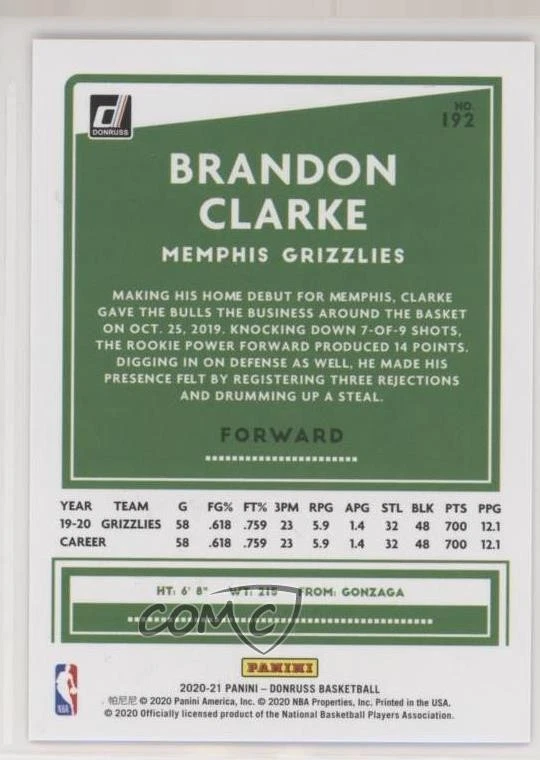 DONRUSS
NO.
192
BRANDON
CLARKE
MEMPHIS GRIZZLIES
MAKING HIS HOME DEBUT FOR MEMPHIS, CLARKE
GAVE THE BULLS THE BUSINESS AROUND THE BASKET
ON OCT. 25, 2019. KNOCKING DOWN 7-OF-9 SHOTS,
THE ROOKIE POWER FORWARD PRODUCED 14 POINTS.
DIGGING IN ON DEFENSE AS WELL, HE MADE HIS
PRESENCE FELT BY REGISTERING THREE REJECTIONS
AND DRUMMING UP A STEAL.
FORWARD
YEAR TEAM G FG% FT% 3PM RPG APG STL BLK PTS PPG
19-20 GRIZZLIES 58 .618 .759 23 5.9 1.4 32 48 700 12.1
CAREER 58 .618 .759 23 5.9 1.4 32 48 700 12.1
HT: 6' 8" WT: 215 FROM: GONZAGA
COMC
PANINI
2020-21 PANINI – DONRUSS BASKETBALL
帕尼尼 © 2020 Panini America, Inc. © 2020 NBA Properties, Inc. Printed in the USA.
© 2020 Officially licensed product of the National Basketball Players Association.
NBA